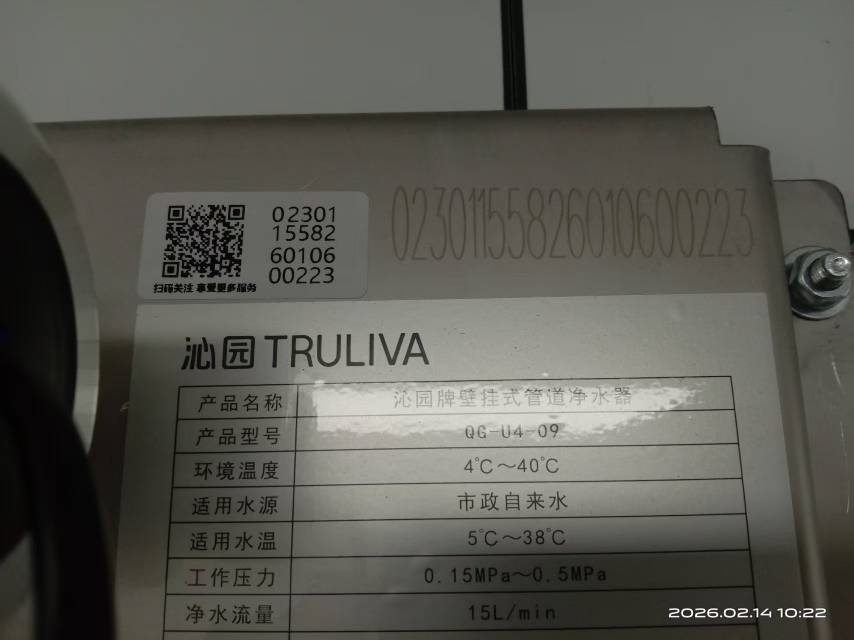 02301
15582
60106
00223
扫码关注 享受更多服务
02301155826010600223
沁园 TRULIVA
产品名称 沁园牌壁挂式管道净水器
产品型号 QG-U4-09
环境温度 4℃～40℃
适用水源 市政自来水
适用水温 5℃～38℃
工作压力 0.15MPa～0.5MPa
净水流量 15L/min
2026.02.14 10:22